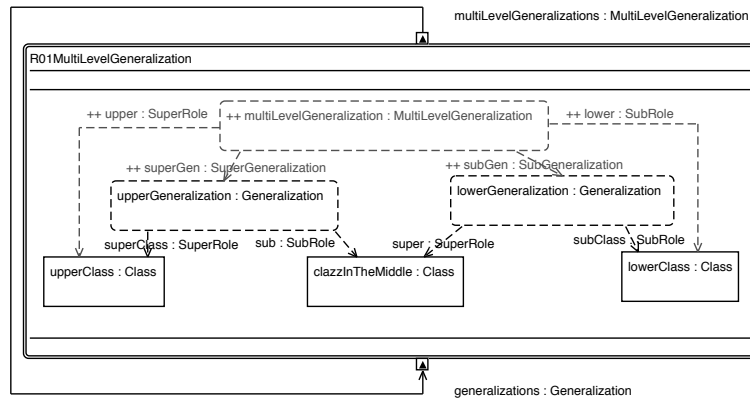 multiLevelGeneralizations : MultiLevelGeneralization
R01MultiLevelGeneralization
++ upper : SuperRole
++ multiLevelGeneralization : MultiLevelGeneralization
++ lower : SubRole
++ superGen : SuperGeneralization
++ subGen : SubGeneralization
upperGeneralization : Generalization
lowerGeneralization : Generalization
superClass : SuperRole
sub : SubRole
super : SuperRole
subClass : SubRole
upperClass : Class
clazzInTheMiddle : Class
lowerClass : Class
generalizations : Generalization